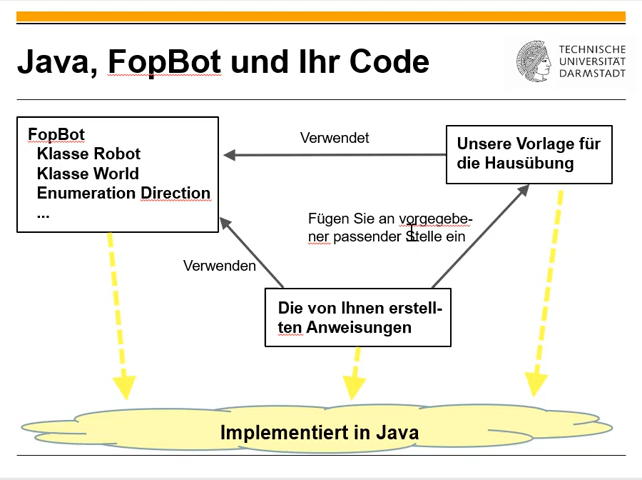 Java, FopBot und Ihr Code
TECHNISCHE
UNIVERSITÄT
DARMSTADT
FopBot
Klasse Robot
Klasse World
Enumeration Direction
...
Verwendet
Unsere Vorlage für
die Hausübung
Fügen Sie an vorgegebe-
ner passender Stelle ein
Verwenden
Die von Ihnen erstell-
ten Anweisungen
Implementiert in Java